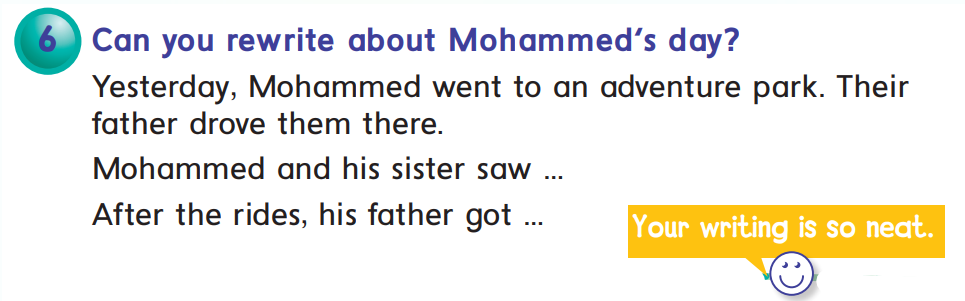 6 Can you rewrite about Mohammed's day?
Yesterday, Mohammed went to an adventure park. Their
father drove them there.
Mohammed and his sister saw ...
After the rides, his father got ...
Your writing is so neat.